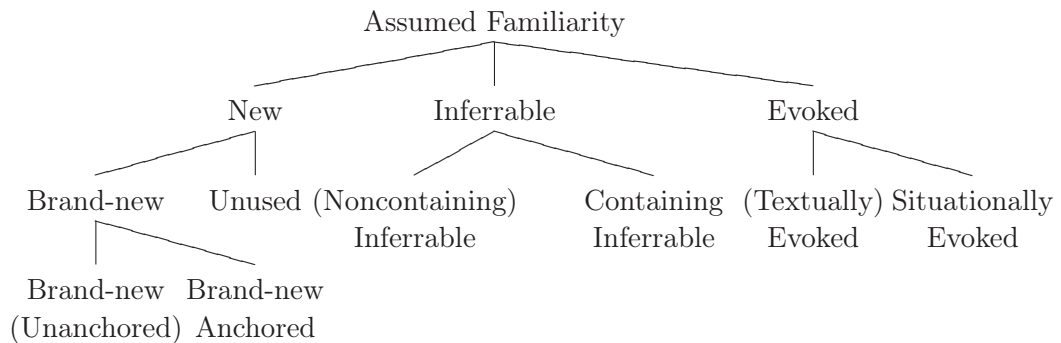 Assumed Familiarity
New Inferrable Evoked
Brand-new Unused (Noncontaining) Containing (Textually) Situationally
Inferrable Inferrable Evoked Evoked
Brand-new Brand-new
(Unanchored) Anchored